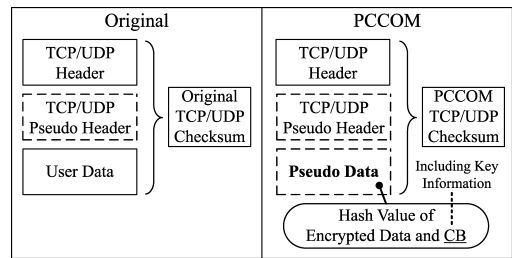 Original
TCP/UDP
Header
TCP/UDP
Pseudo Header
User Data
Original
TCP/UDP
Checksum
PCCOM
TCP/UDP
Header
TCP/UDP
Pseudo Header
Pseudo Data
PCCOM
TCP/UDP
Checksum
Including Key
Information
Hash Value of
Encrypted Data and CB